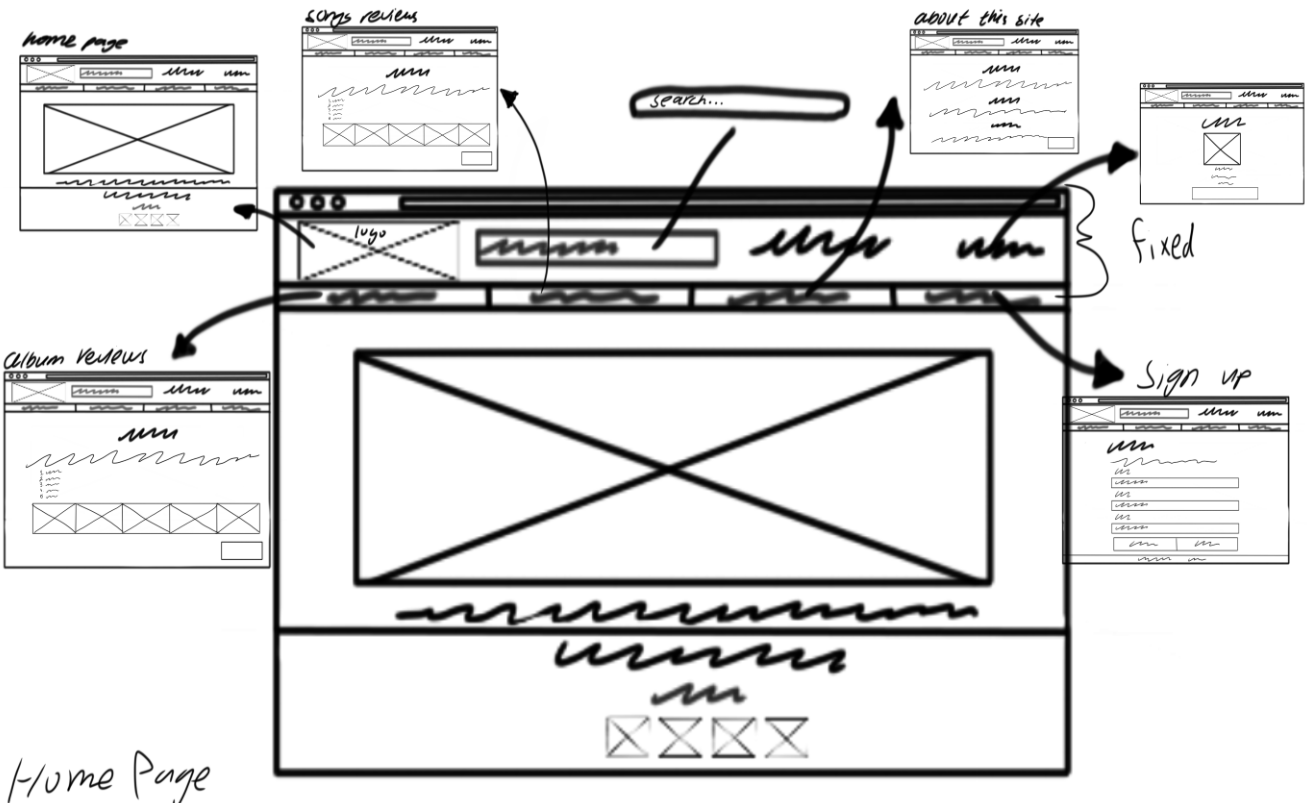 songs reviews
about this site
home page
search...
logo
fixed
album reviews
Sign up
Home Page